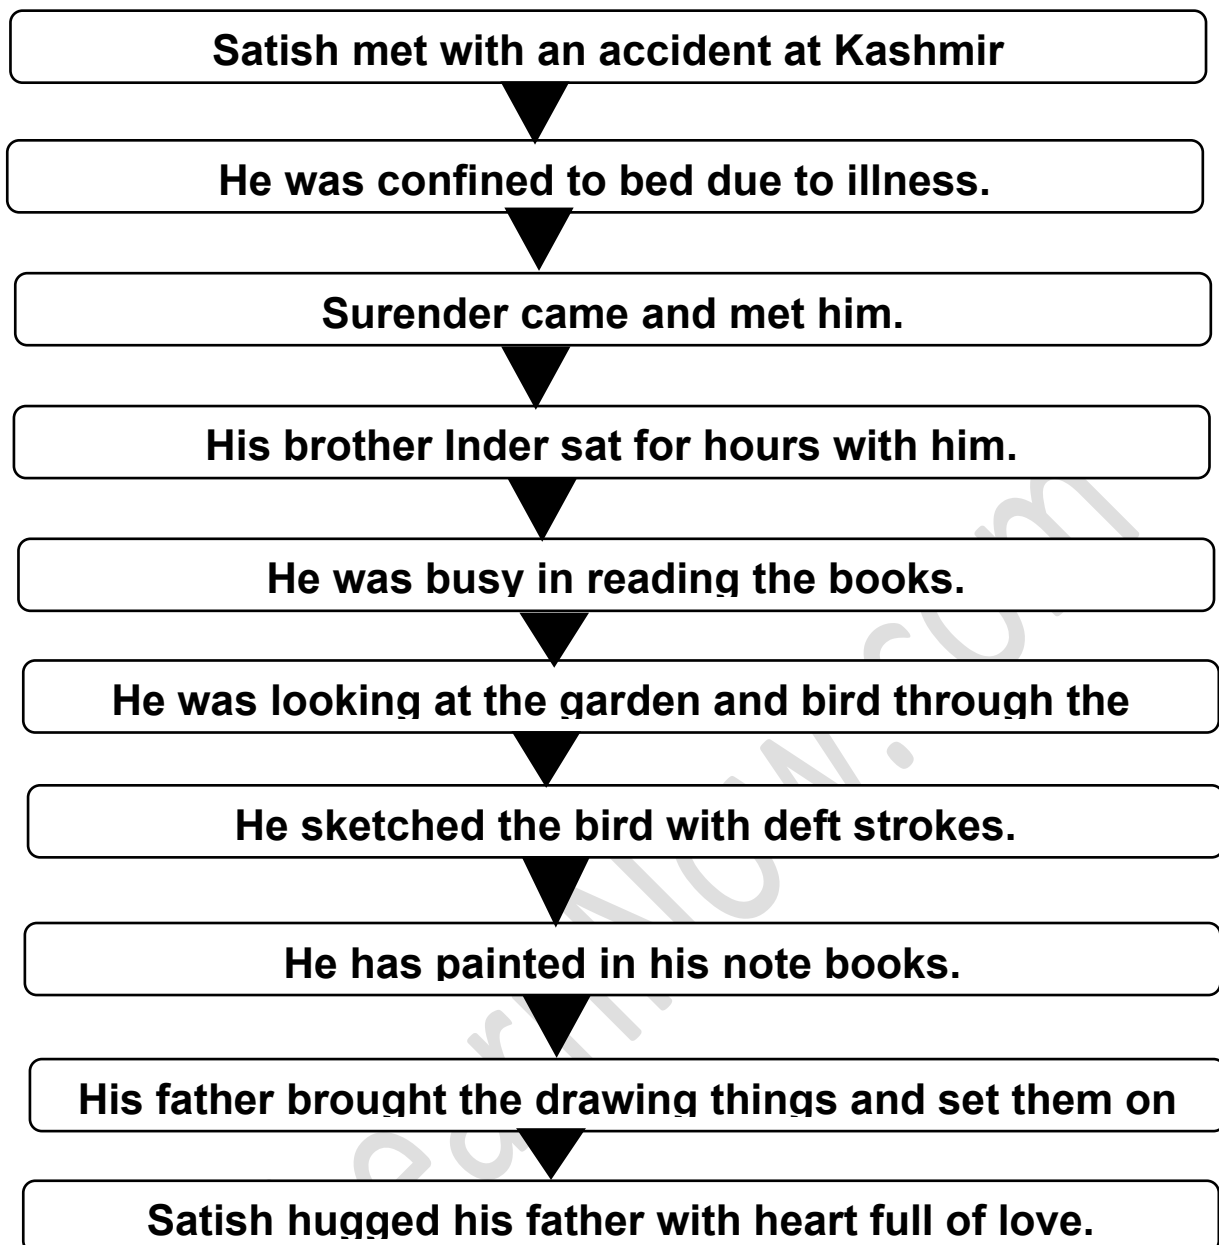 Satish met with an accident at Kashmir
He was confined to bed due to illness.
Surender came and met him.
His brother Inder sat for hours with him.
He was busy in reading the books.
He was looking at the garden and bird through the
He sketched the bird with deft strokes.
He has painted in his note books.
His father brought the drawing things and set them on
Satish hugged his father with heart full of love.